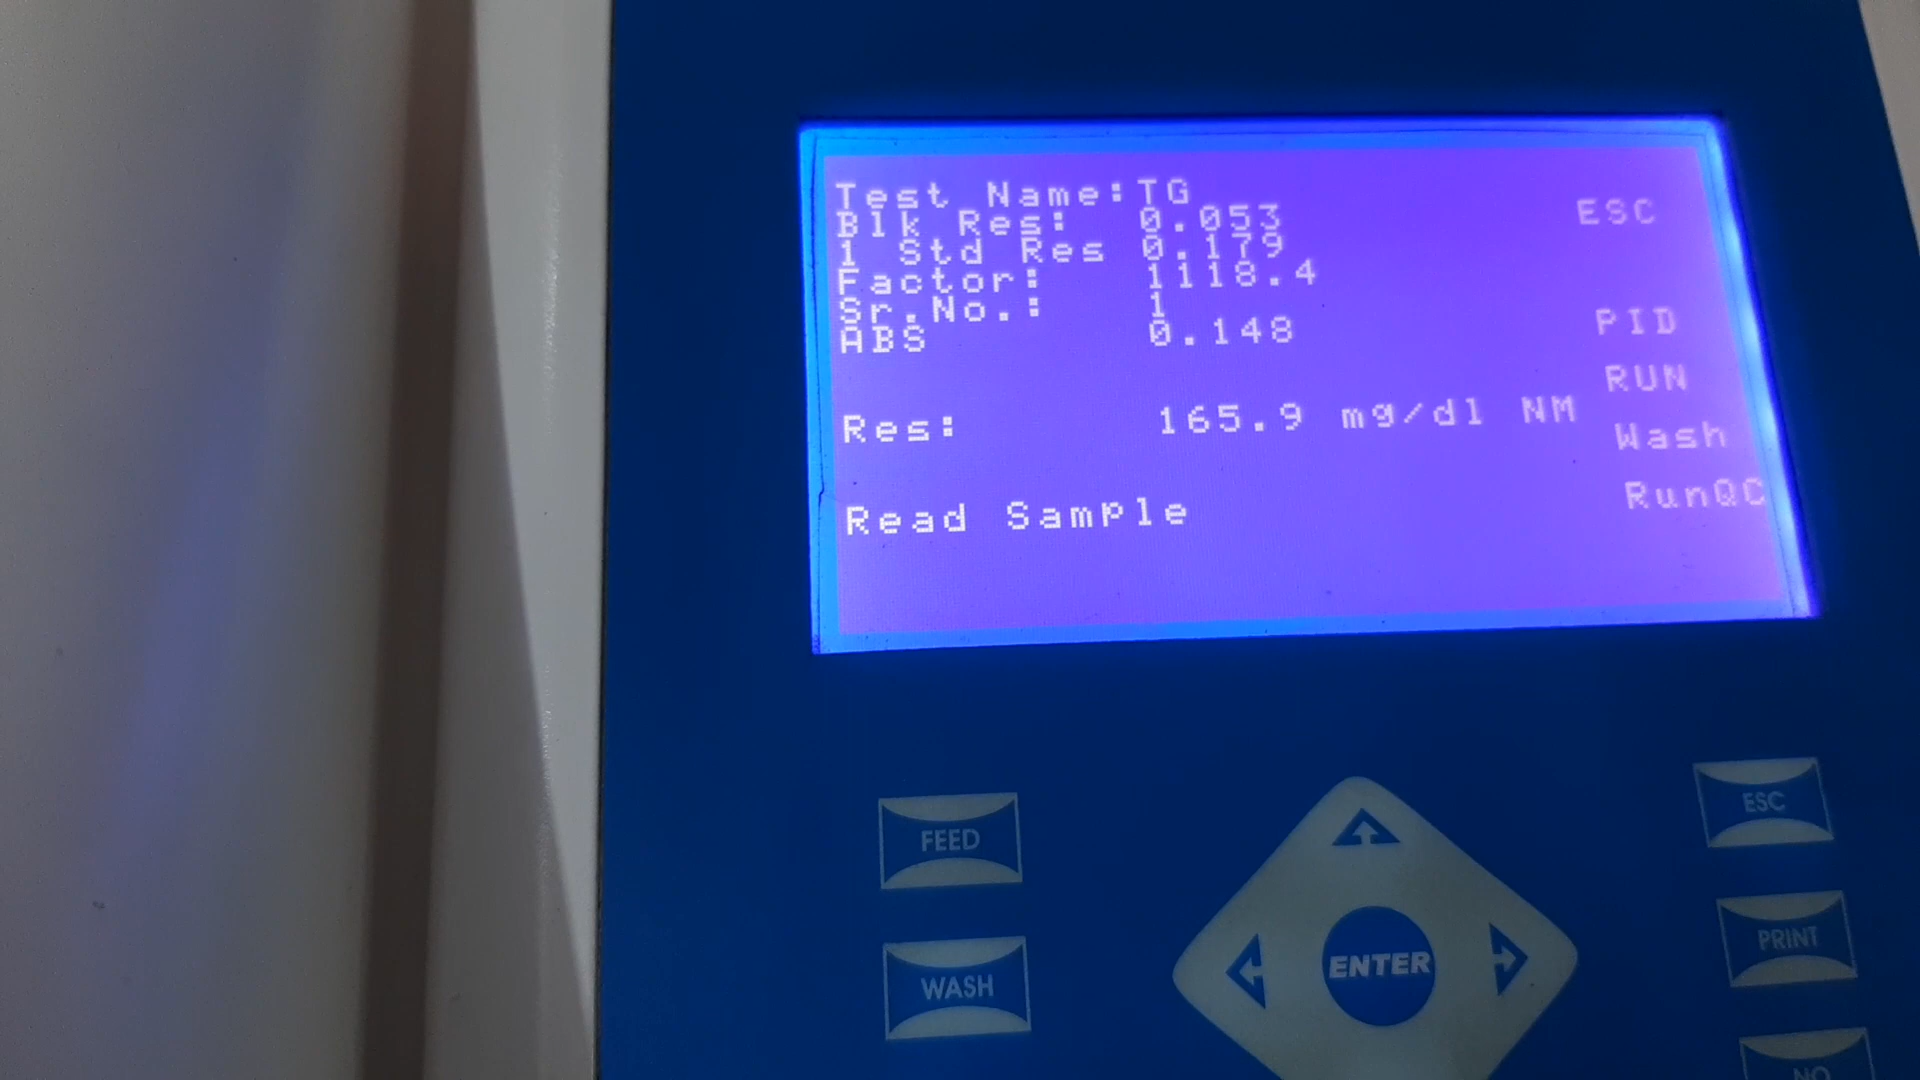 Test Name:TG
Blk Res: 0.053
1 Std Res 0.179
Factor: 1118.4
Sr.No.: 1
ABS 0.148
Res: 165.9 mg/dl NM
Read Sample
ESC
PID
RUN
Wash
RunQC
FEED
ESC
ENTER
PRINT
WASH
NO